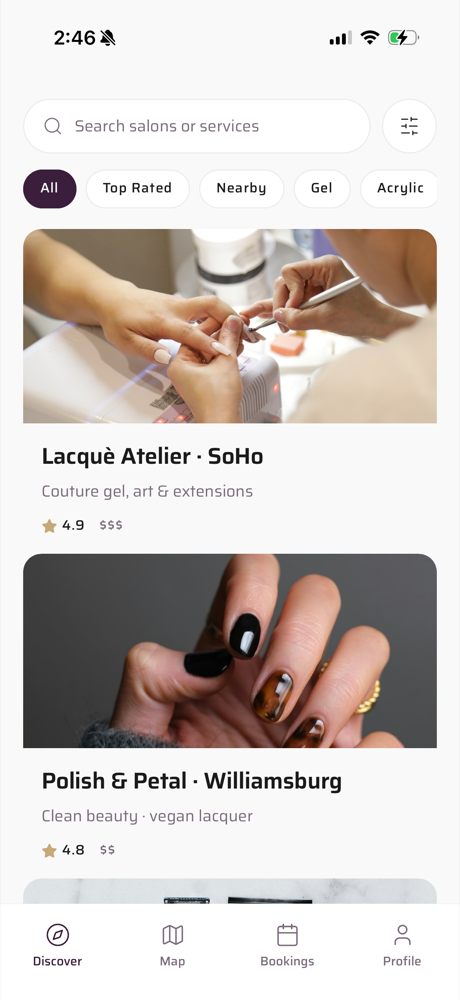 2:46
Search salons or services
All
Top Rated
Nearby
Gel
Acrylic
Lacquè Atelier · SoHo
Couture gel, art & extensions
4.9 $$$
Polish & Petal · Williamsburg
Clean beauty · vegan lacquer
4.8 $$
Discover
Map
Bookings
Profile